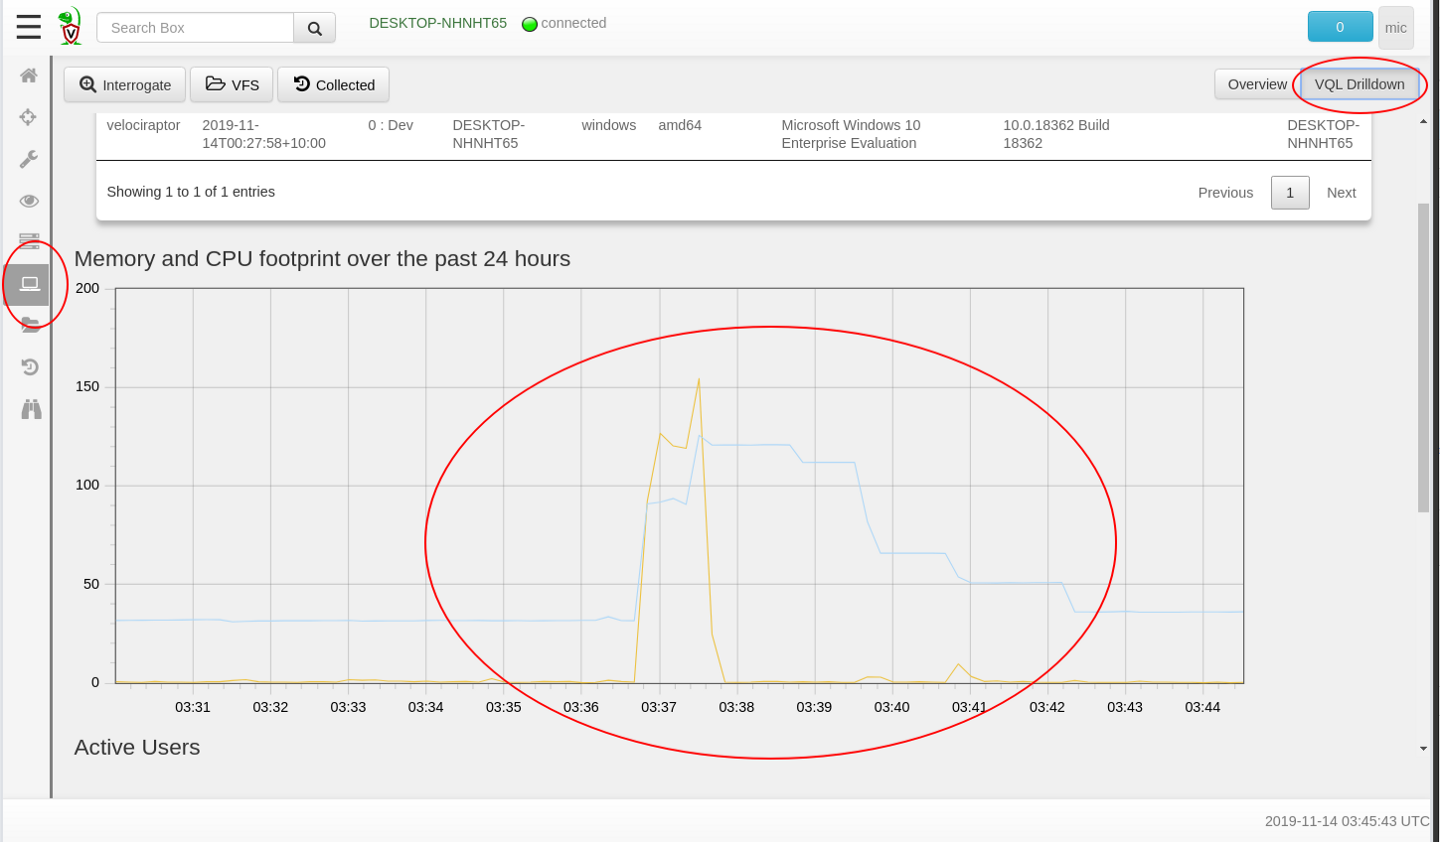 Search Box
DESKTOP-NHNHT65 connected
0
mic
Interrogate VFS Collected
Overview VQL Drilldown
velociraptor 2019-11-14T00:27:58+10:00 0 : Dev DESKTOP-NHNHT65 windows amd64 Microsoft Windows 10 Enterprise Evaluation 10.0.18362 Build 18362 DESKTOP-NHNHT65
Showing 1 to 1 of 1 entries
Previous 1 Next
Memory and CPU footprint over the past 24 hours
200
150
100
50
0
03:31 03:32 03:33 03:34 03:35 03:36 03:37 03:38 03:39 03:40 03:41 03:42 03:43 03:44
Active Users
2019-11-14 03:45:43 UTC